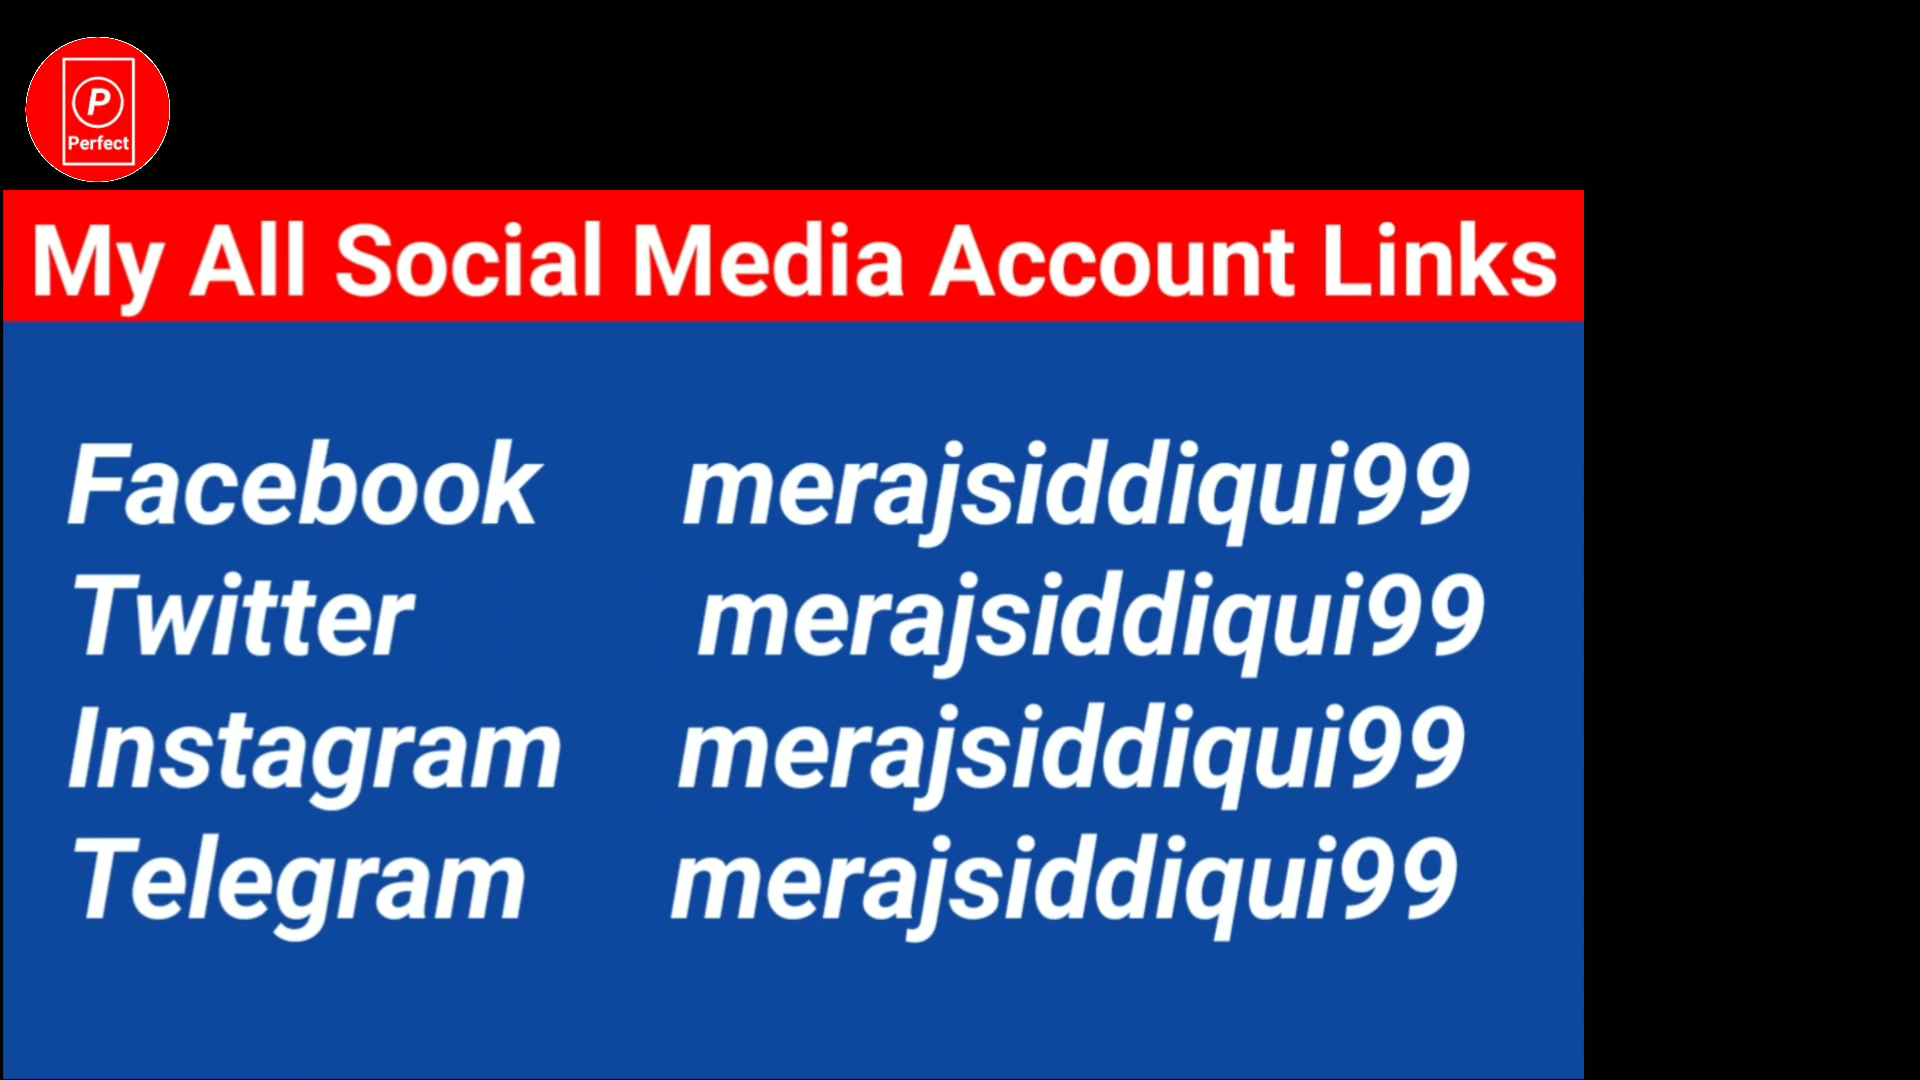 P
Perfect
My All Social Media Account Links
Facebook merajsiddiqui99
Twitter merajsiddiqui99
Instagram merajsiddiqui99
Telegram merajsiddiqui99